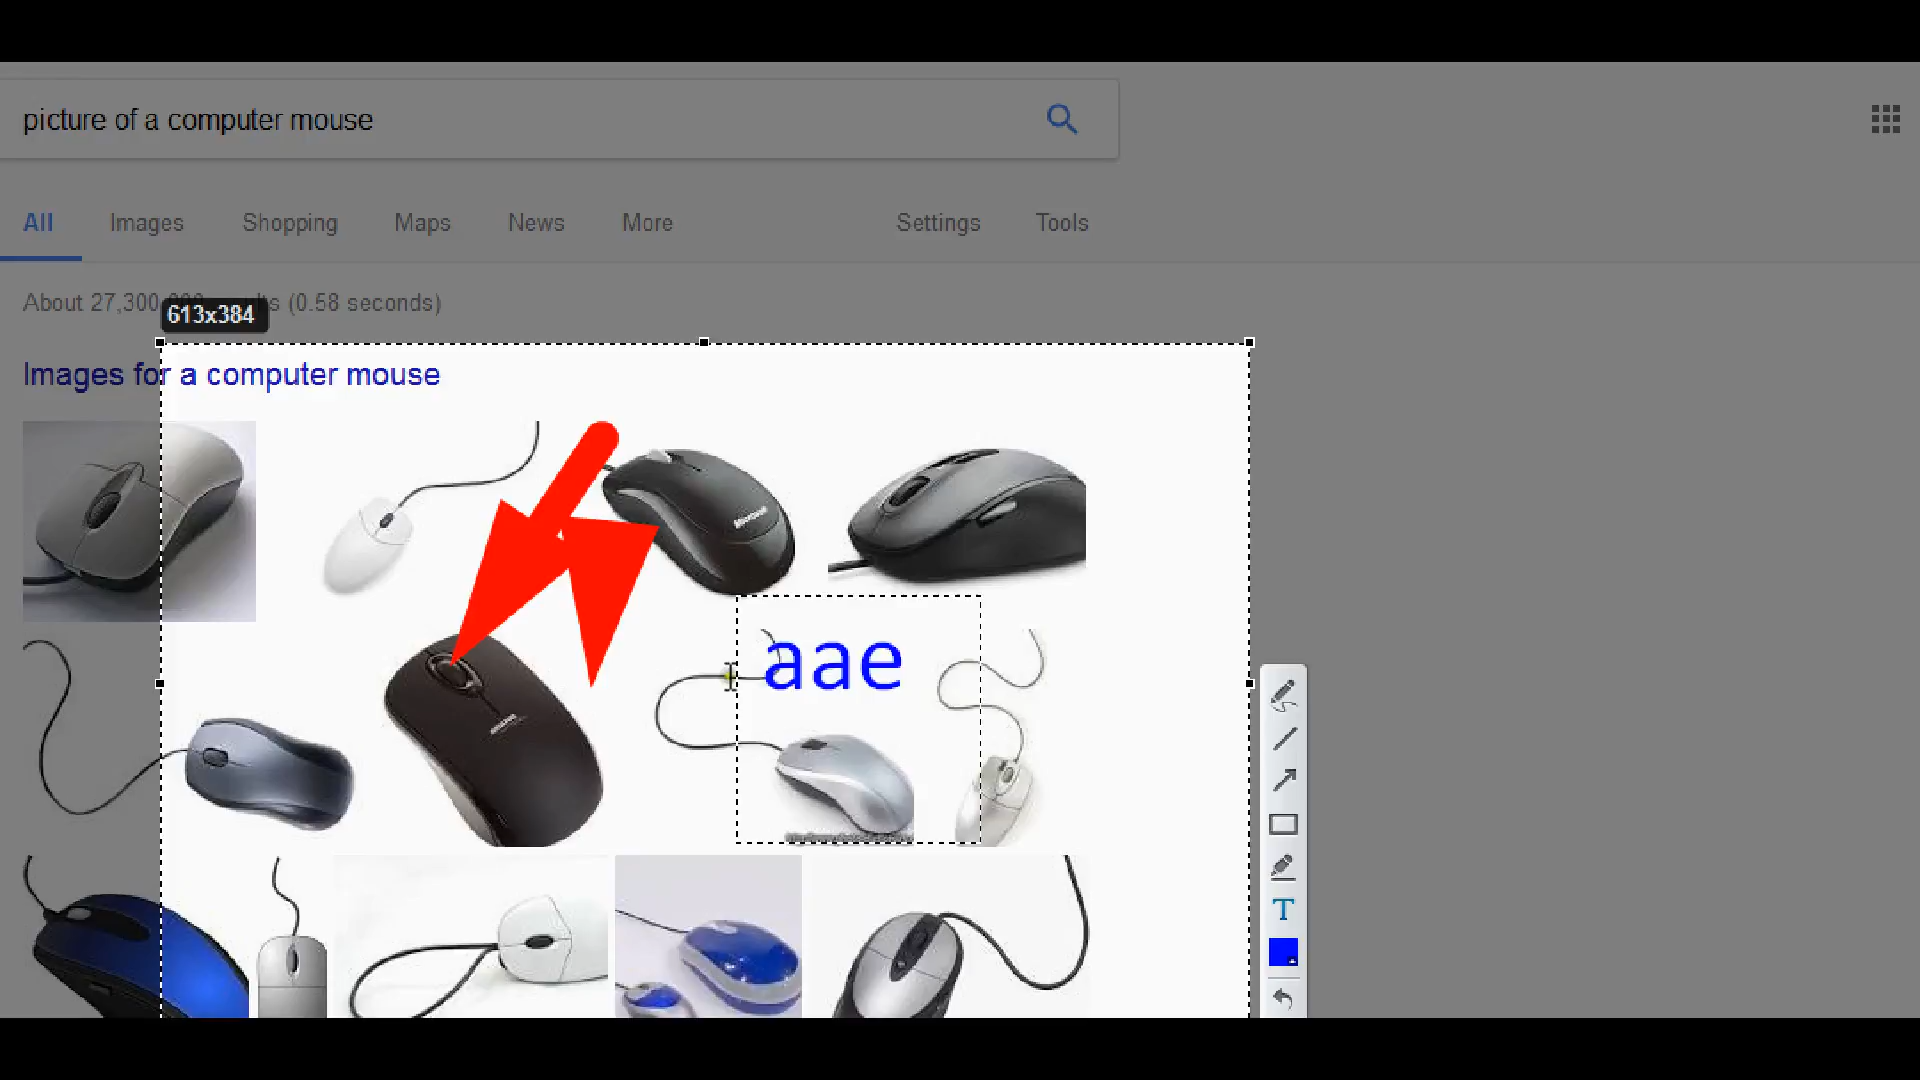 picture of a computer mouse
All Images Shopping Maps News More Settings Tools
About 27,300 (0.58 seconds)
613x384
Images for a computer mouse
Microsoft
aae